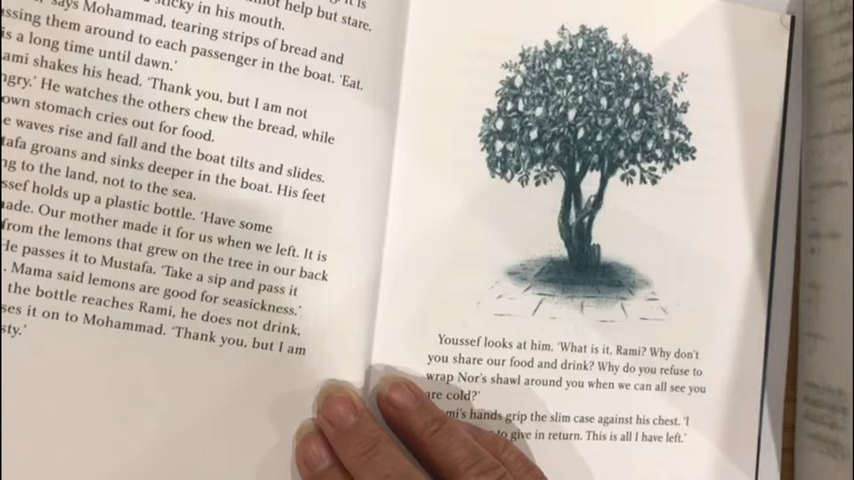 sticky in his mouth.
not help but stare.
says Mohammad, tearing strips of bread and
ssing them around to each passenger in the boat. ‘Eat.
is a long time until dawn.’
ami shakes his head. ‘Thank you, but I am not
ngry.’ He watches the others chew the bread, while
own stomach cries out for food.
e waves rise and fall and the boat tilts and slides.
tafa groans and sinks deeper in the boat. His feet
ng to the land, not to the sea.
ssef holds up a plastic bottle. ‘Have some
ade. Our mother made it for us when we left. It is
from the lemons that grew on the tree in our back
He passes it to Mustafa. ‘Take a sip and pass it
. Mama said lemons are good for seasickness.’
the bottle reaches Rami, he does not drink,
ses it on to Mohammad. ‘Thank you, but I am
sty.’
Youssef looks at him. ‘What is it, Rami? Why don’t
you share our food and drink? Why do you refuse to
wrap Nor’s shawl around you when we can all see you
are cold?’
mi’s hands grip the slim case against his chest. ‘I
to give in return. This is all I have left.’